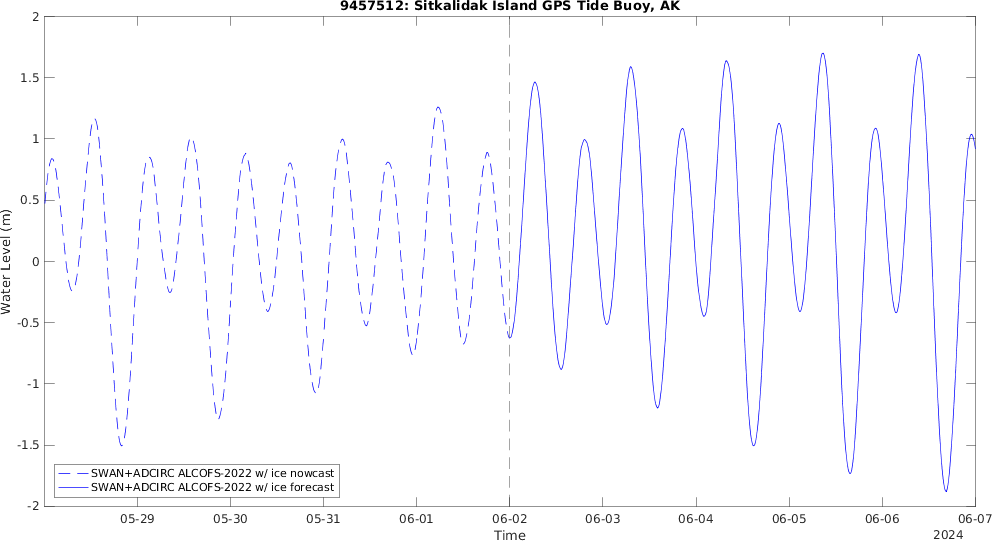 9457512: Sitkalidak Island GPS Tide Buoy, AK
2
1.5
1
0.5
0
-0.5
-1
-1.5
-2
Water Level (m)
SWAN+ADCIRC ALCOFS-2022 w/ ice nowcast
SWAN+ADCIRC ALCOFS-2022 w/ ice forecast
05-29 05-30 05-31 06-01 06-02 06-03 06-04 06-05 06-06 06-07
Time
2024